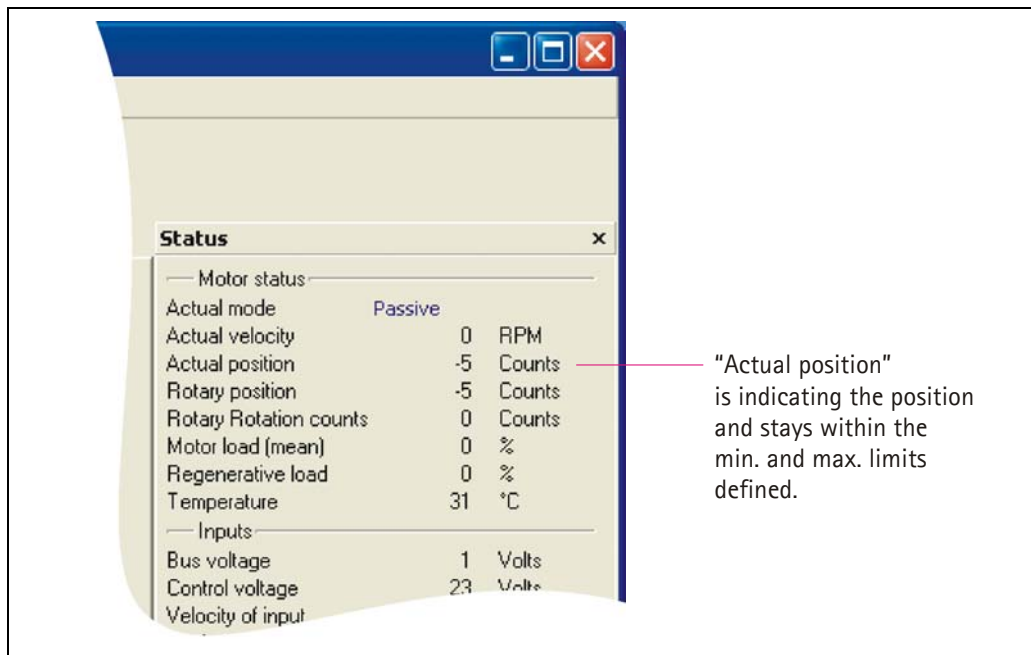 Status x
Motor status
Actual mode Passive
Actual velocity 0 RPM
Actual position -5 Counts
Rotary position -5 Counts
Rotary Rotation counts 0 Counts
Motor load (mean) 0 %
Regenerative load 0 %
Temperature 31 °C
Inputs
Bus voltage 1 Volts
Control voltage 23 Volts
Velocity of input
"Actual position"
is indicating the position
and stays within the
min. and max. limits
defined.